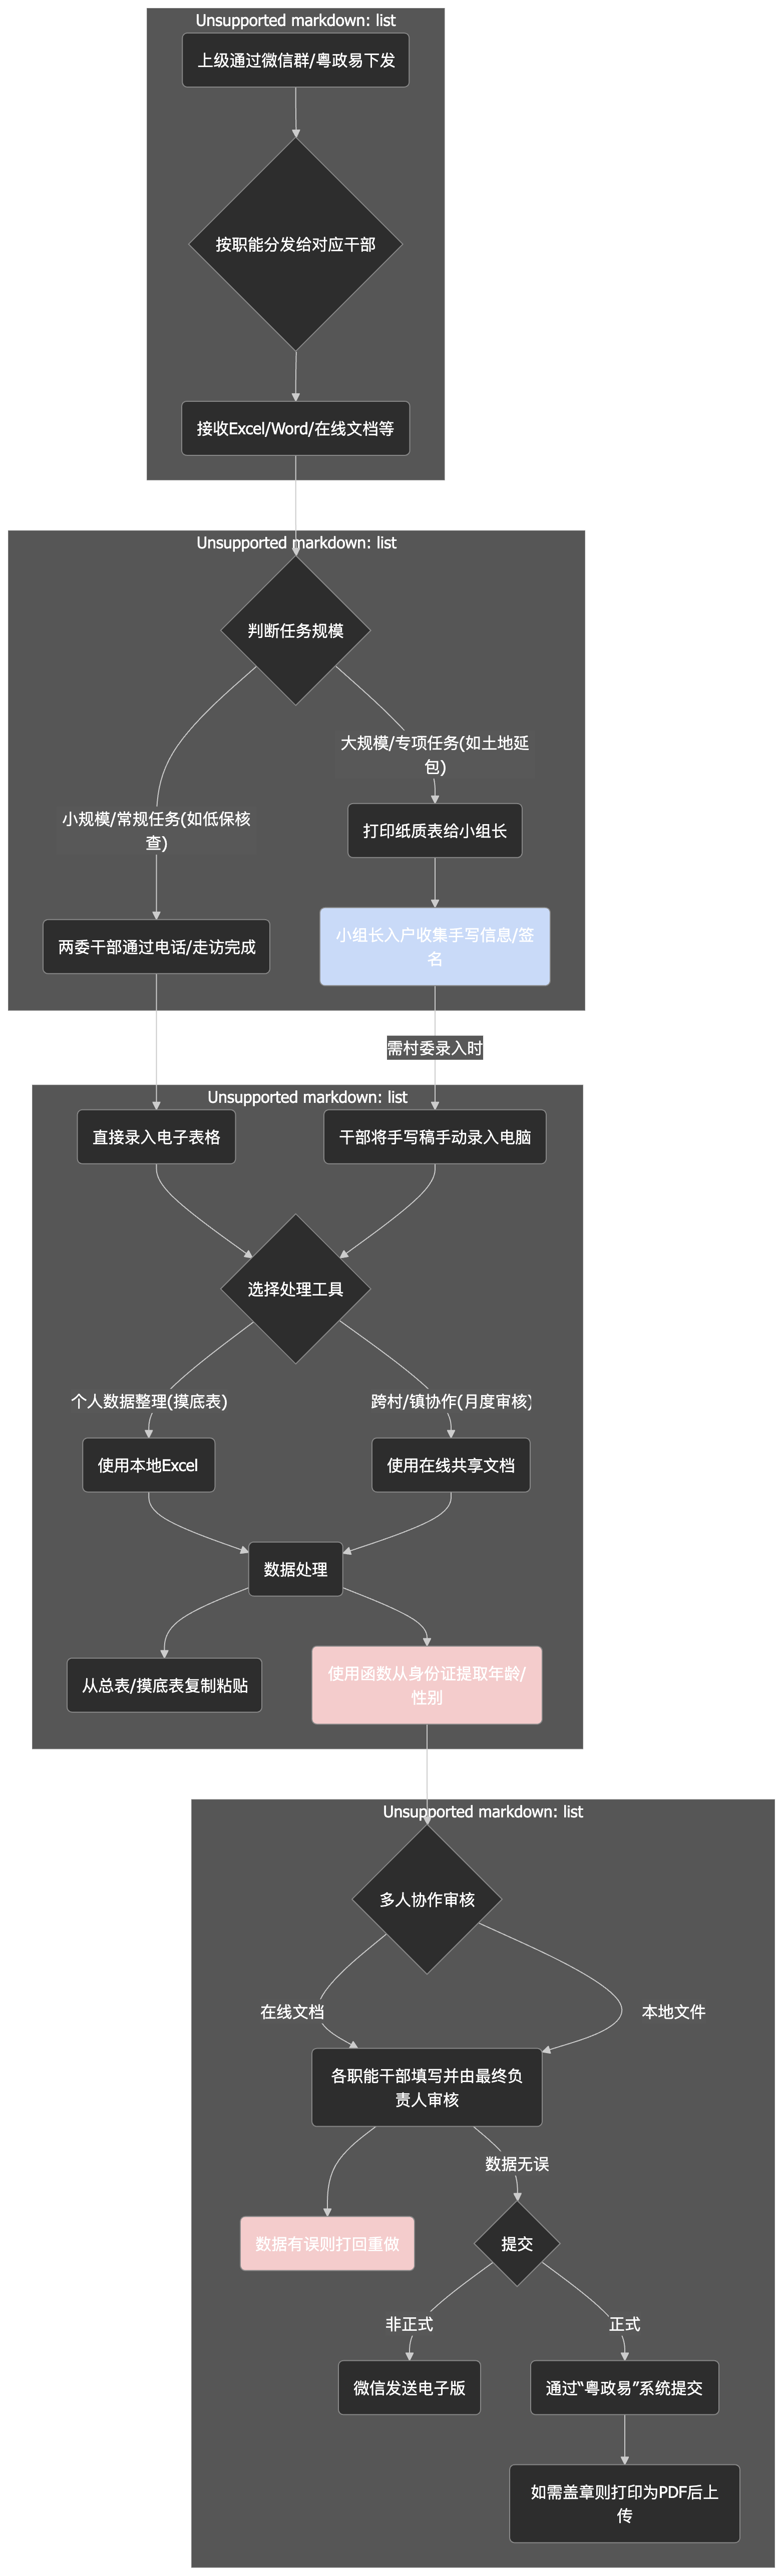 Unsupported markdown: list
上级通过微信群/粤政易下发
按职能分发给对应干部
接收Excel/Word/在线文档等
Unsupported markdown: list
判断任务规模
大规模/专项任务(如土地延
包)
小规模/常规任务(如低保核
查)
打印纸质表给小组长
两委干部通过电话/走访完成
小组长入户收集手写信息/签
名
需村委录入时
Unsupported markdown: list
直接录入电子表格
干部将手写稿手动录入电脑
选择处理工具
个人数据整理(摸底表)
跨村/镇协作(月度审核)
使用本地Excel
使用在线共享文档
数据处理
从总表/摸底表复制粘贴
使用函数从身份证提取年龄/
性别
Unsupported markdown: list
多人协作审核
在线文档
本地文件
各职能干部填写并由最终负
责人审核
数据无误
数据有误则打回重做
提交
非正式
正式
微信发送电子版
通过“粤政易”系统提交
如需盖章则打印为PDF后上
传